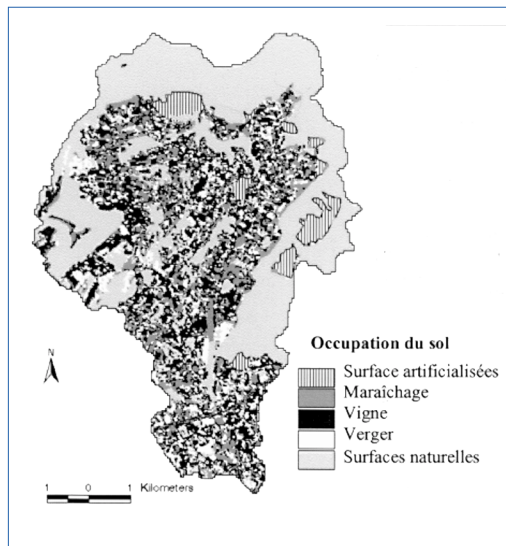 Occupation du sol
Surface artificialisées
Maraîchage
Vigne
Verger
Surfaces naturelles
N
1 0 1 Kilometers